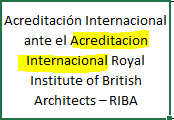 Acreditación Internacional
ante el Acreditacion
Internacional Royal
Institute of British
Architects – RIBA